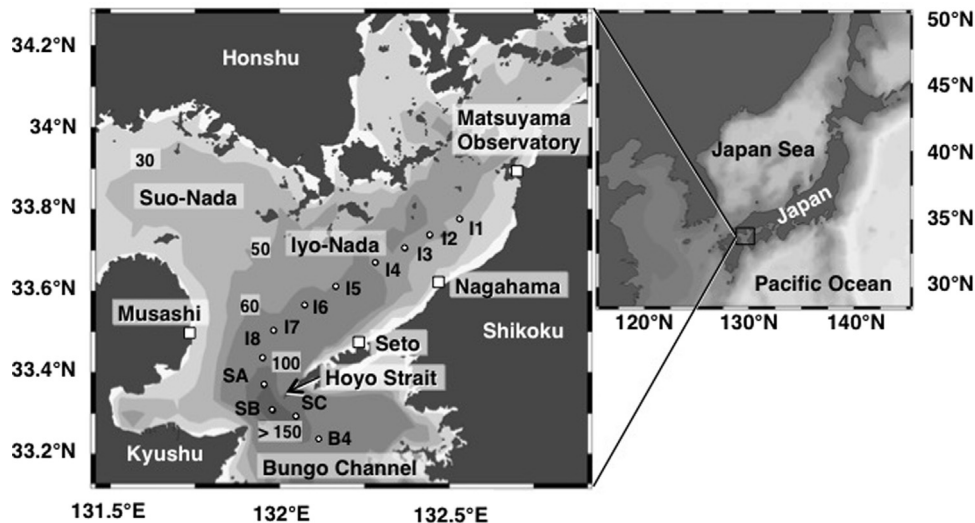 34.2°N
34°N
33.8°N
33.6°N
33.4°N
33.2°N
131.5°E
132°E
132.5°E
Honshu
Matsuyama
Observatory
30
Suo-Nada
50
Iyo-Nada
I1
I2
I3
I4
I5
Nagahama
60
I6
Musashi
I7
I8
Seto
Shikoku
100
SA
Hoyo Strait
SB
SC
> 150
B4
Kyushu
Bungo Channel
50°N
45°N
40°N
35°N
30°N
Japan Sea
Japan
Pacific Ocean
120°N
130°N
140°N